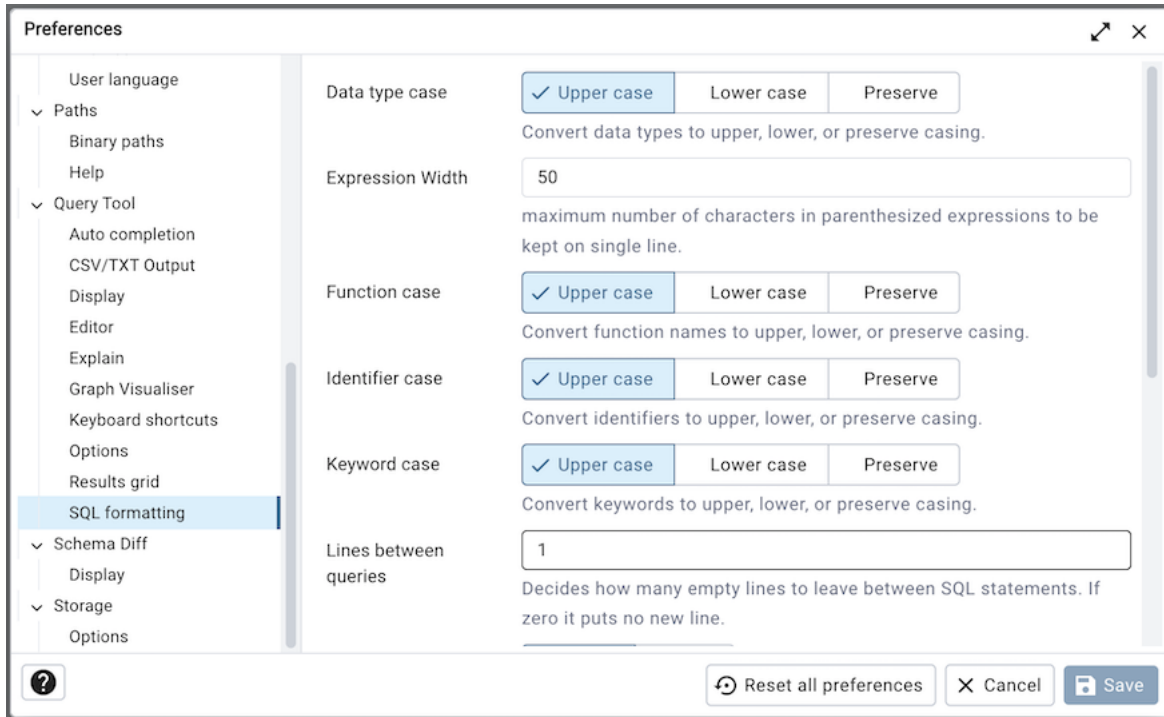 Preferences
User language
Paths
Binary paths
Help
Query Tool
Auto completion
CSV/TXT Output
Display
Editor
Explain
Graph Visualiser
Keyboard shortcuts
Options
Results grid
SQL formatting
Schema Diff
Display
Storage
Options
Data type case
Upper case Lower case Preserve
Convert data types to upper, lower, or preserve casing.
Expression Width
50
maximum number of characters in parenthesized expressions to be
kept on single line.
Function case
Upper case Lower case Preserve
Convert function names to upper, lower, or preserve casing.
Identifier case
Upper case Lower case Preserve
Convert identifiers to upper, lower, or preserve casing.
Keyword case
Upper case Lower case Preserve
Convert keywords to upper, lower, or preserve casing.
Lines between
queries
1
Decides how many empty lines to leave between SQL statements. If
zero it puts no new line.
? Reset all preferences Cancel Save